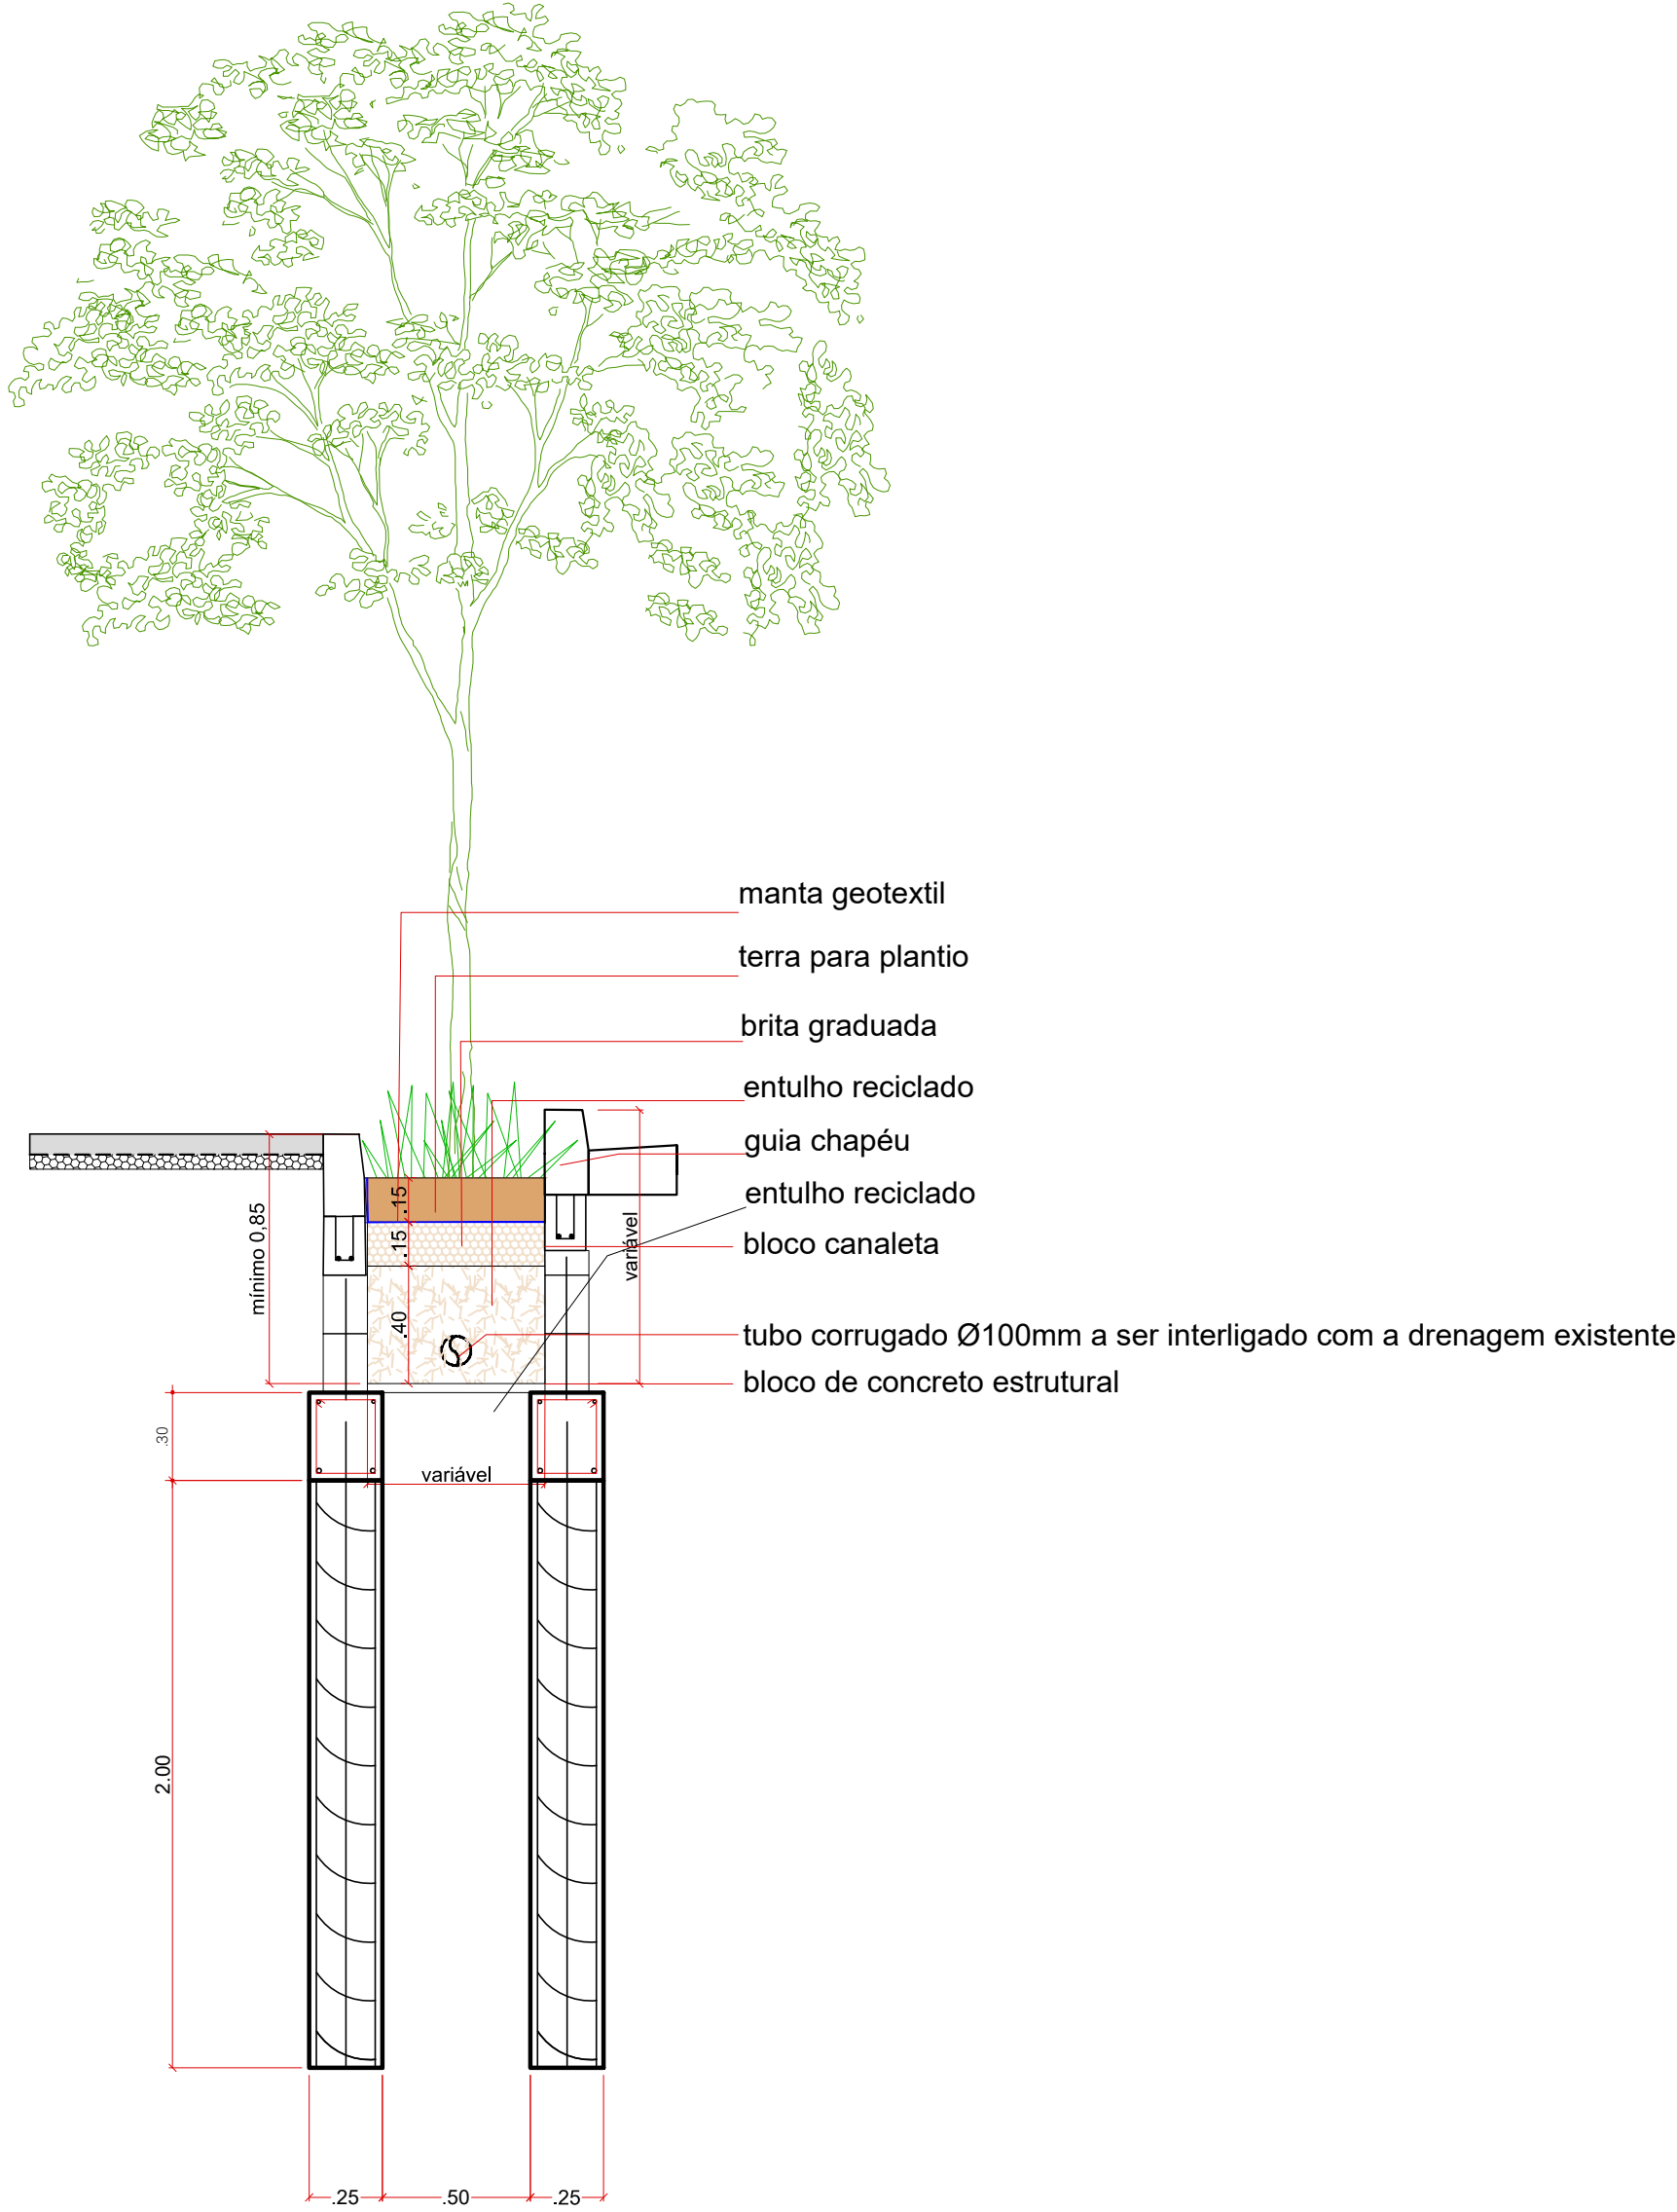 manta geotextil
terra para plantio
brita graduada
entulho reciclado
guia chapéu
entulho reciclado
bloco canaleta
tubo corrugado Ø100mm a ser interligado com a drenagem existente
bloco de concreto estrutural
mínimo 0,85
.15
.15
.40
variável
.30
variável
2.00
.25
.50
.25